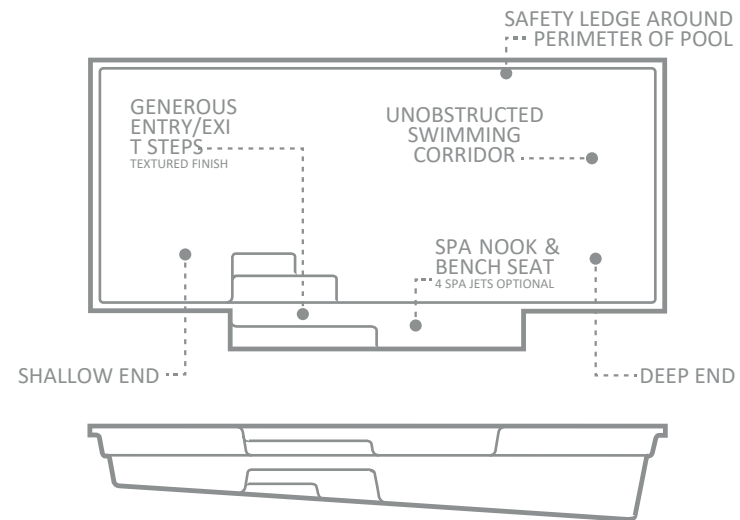 SAFETY LEDGE AROUND
PERIMETER OF POOL
GENEROUS
ENTRY/EXI
T STEPS
TEXTURED FINISH
UNOBSTRUCTED
SWIMMING
CORRIDOR
SPA NOOK &
BENCH SEAT
4 SPA JETS OPTIONAL
SHALLOW END
DEEP END